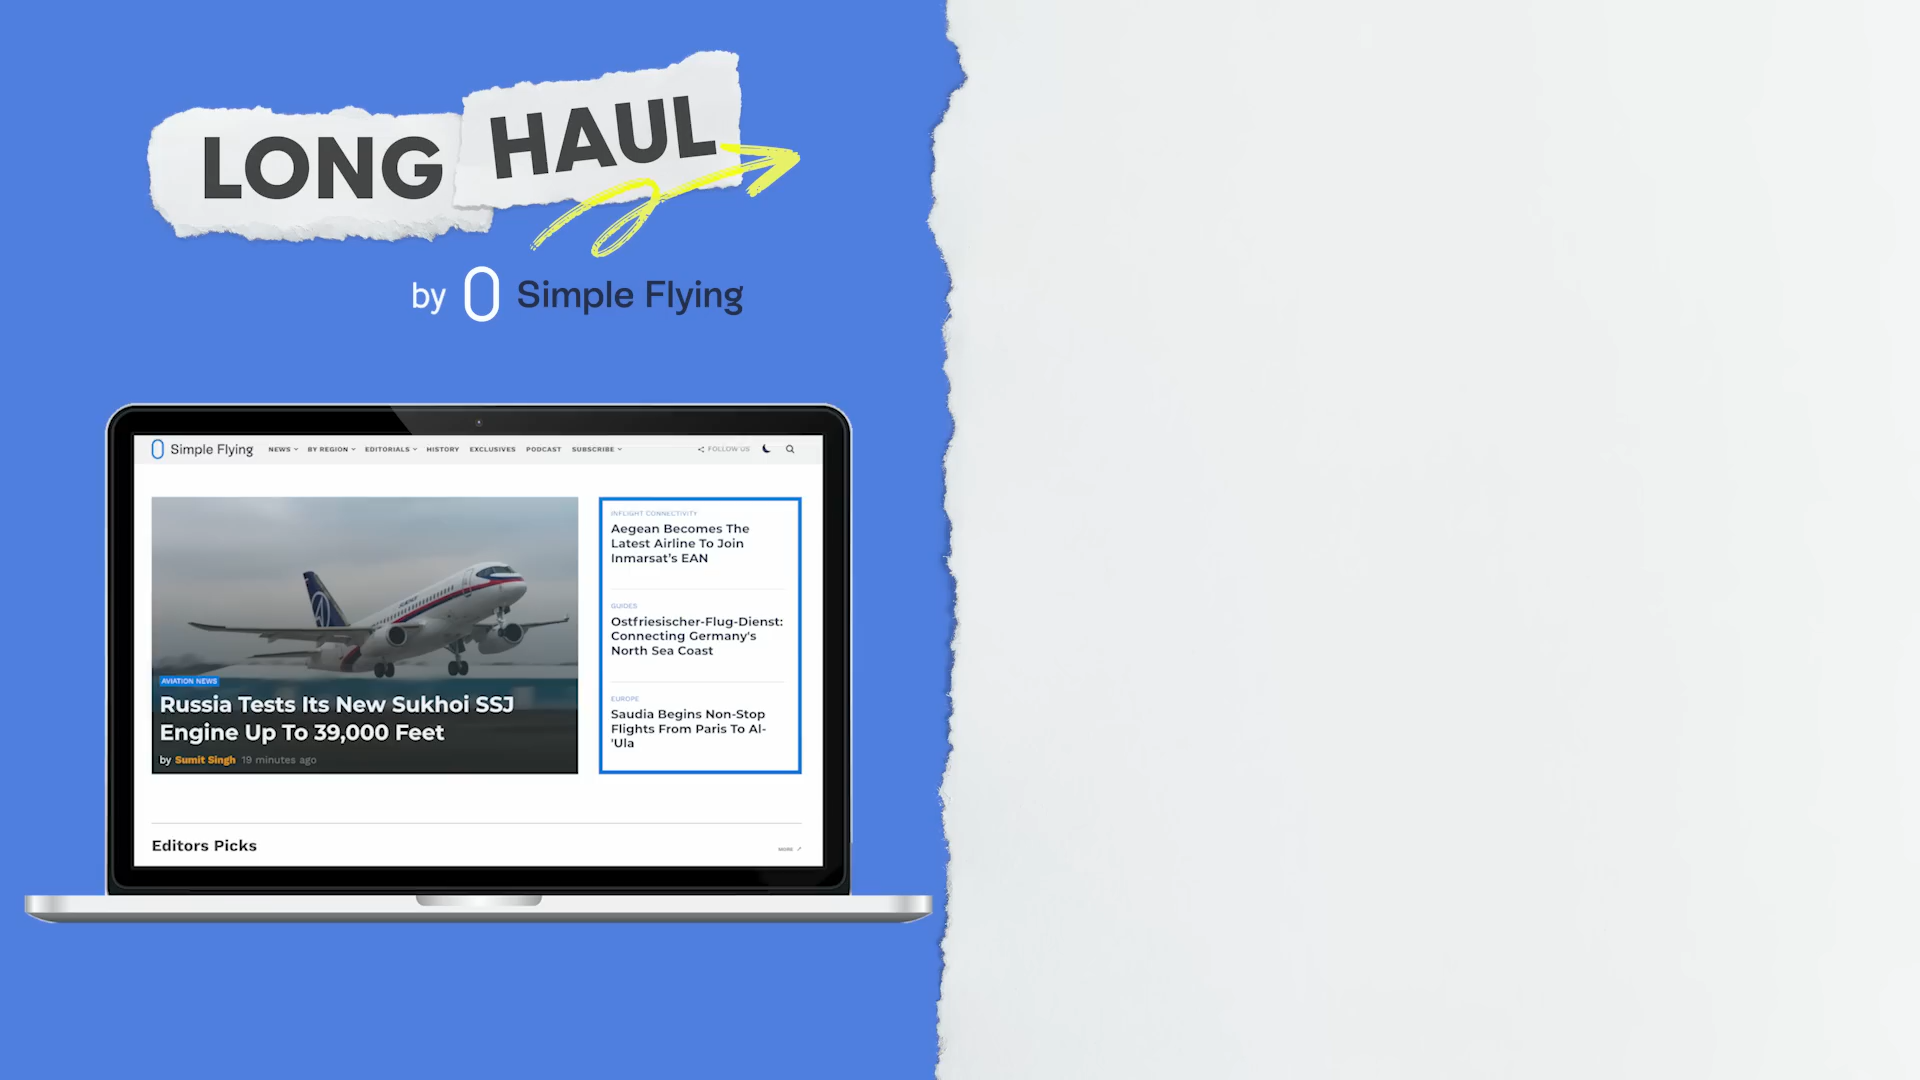 LONG HAUL
by Simple Flying
Simple Flying NEWS BY REGION EDITORIALS HISTORY EXCLUSIVES PODCAST SUBSCRIBE FOLLOW US
AVIATION NEWS
Russia Tests Its New Sukhoi SSJ
Engine Up To 39,000 Feet
by Sumit Singh 19 minutes ago
INFLIGHT CONNECTIVITY
Aegean Becomes The
Latest Airline To Join
Inmarsat's EAN
GUIDES
Ostfriesischer-Flug-Dienst:
Connecting Germany's
North Sea Coast
EUROPE
Saudia Begins Non-Stop
Flights From Paris To Al-
'Ula
Editors Picks
MORE